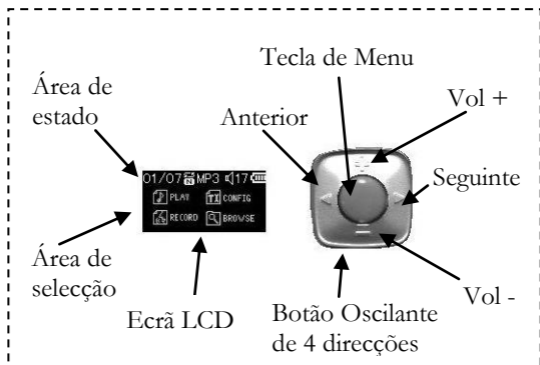 Tecla de Menu
Área de
estado
Anterior
Vol +
01/07 MP3 17
PLAY CONFIG
RECORD BROWSE
Seguinte
Área de
selecção
Ecrã LCD
Botão Oscilante
de 4 direcções
Vol -